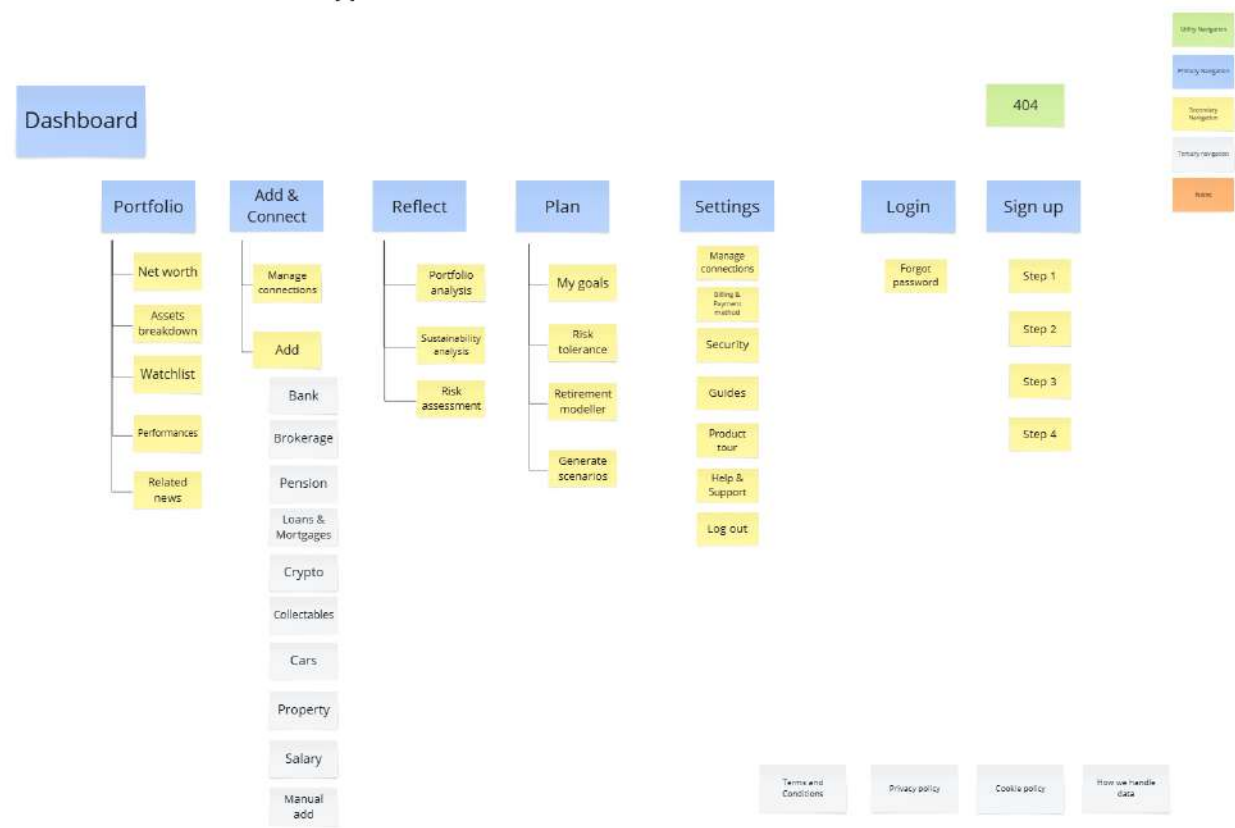 Utility Navigation
Primary Navigation
Secondary
Navigation
Tertiary navigation
Notes
Dashboard
404
Portfolio
Net worth
Assets
breakdown
Watchlist
Performances
Related
news
Add &
Connect
Manage
connections
Add
Bank
Brokerage
Pension
Loans &
Mortgages
Crypto
Collectables
Cars
Property
Salary
Manual
add
Reflect
Portfolio
analysis
Sustainability
analysis
Risk
assessment
Plan
My goals
Risk
tolerance
Retirement
modeller
Generate
scenarios
Settings
Manage
connections
Billing &
Payment
method
Security
Guides
Product
tour
Help &
Support
Log out
Login
Forgot
password
Sign up
Step 1
Step 2
Step 3
Step 4
Terms and
Conditions
Privacy policy
Cookie policy
How we handle
data